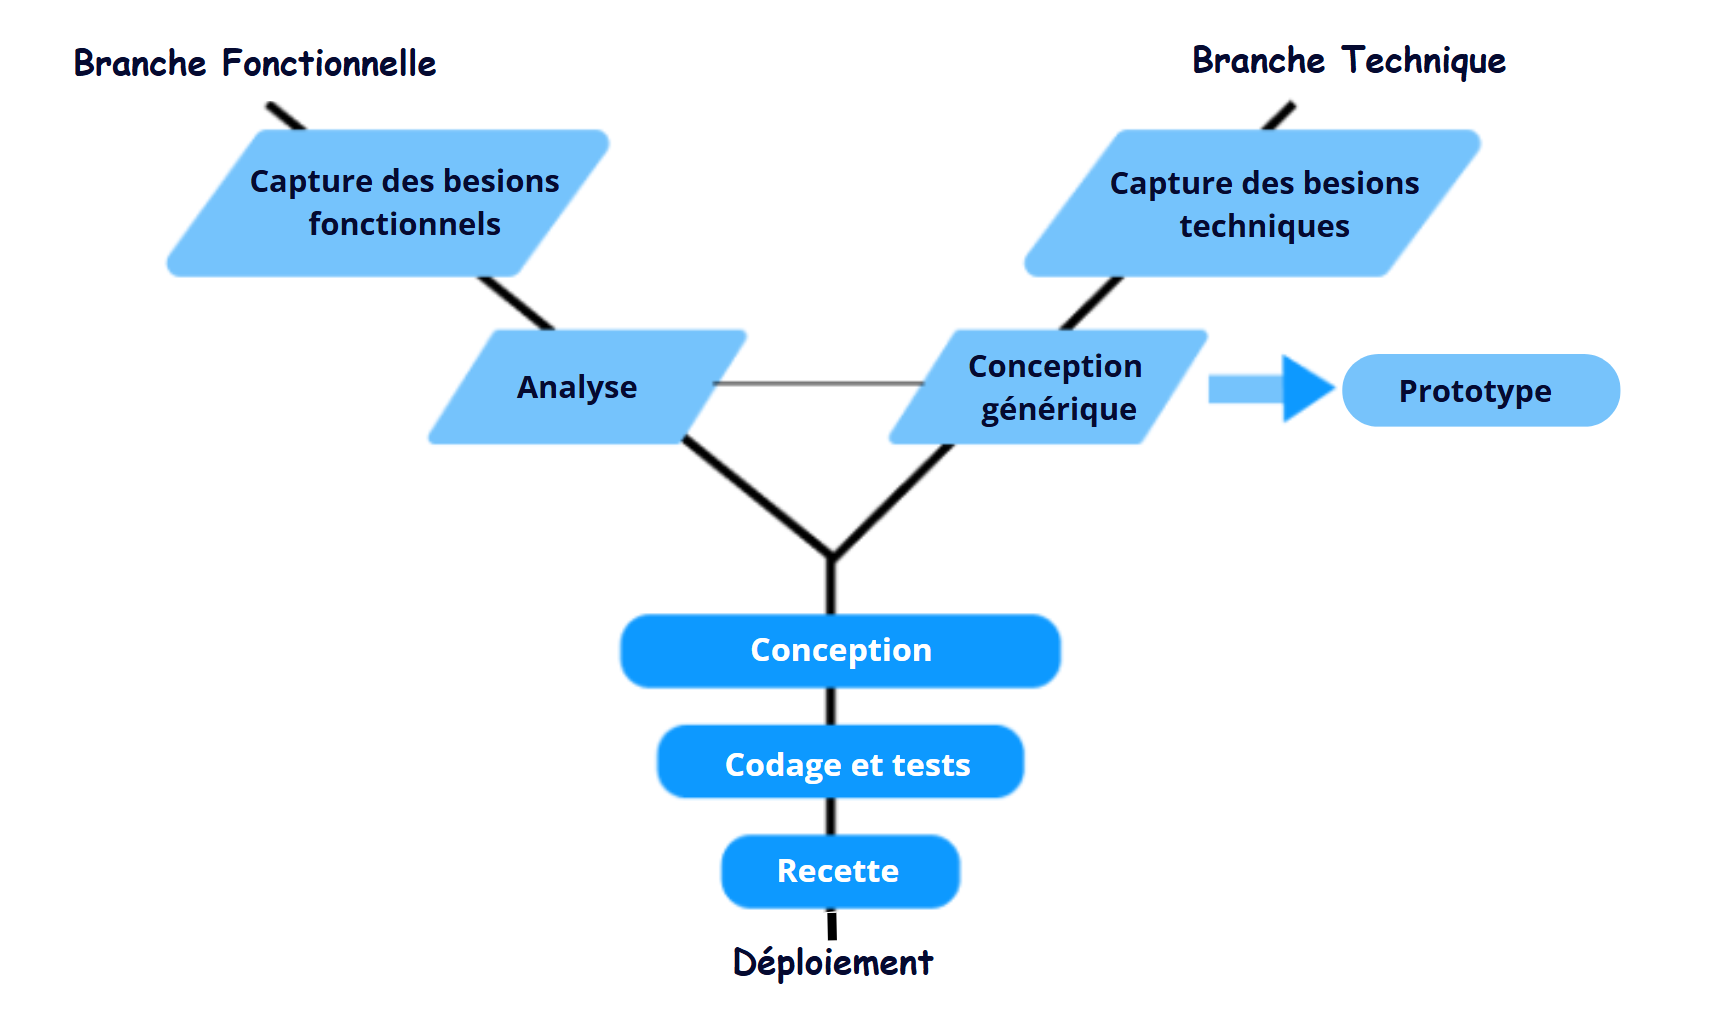 Branche Fonctionnelle
Branche Technique
Capture des besions
fonctionnels
Capture des besions
techniques
Analyse
Conception
générique
Prototype
Conception
Codage et tests
Recette
Déploiement